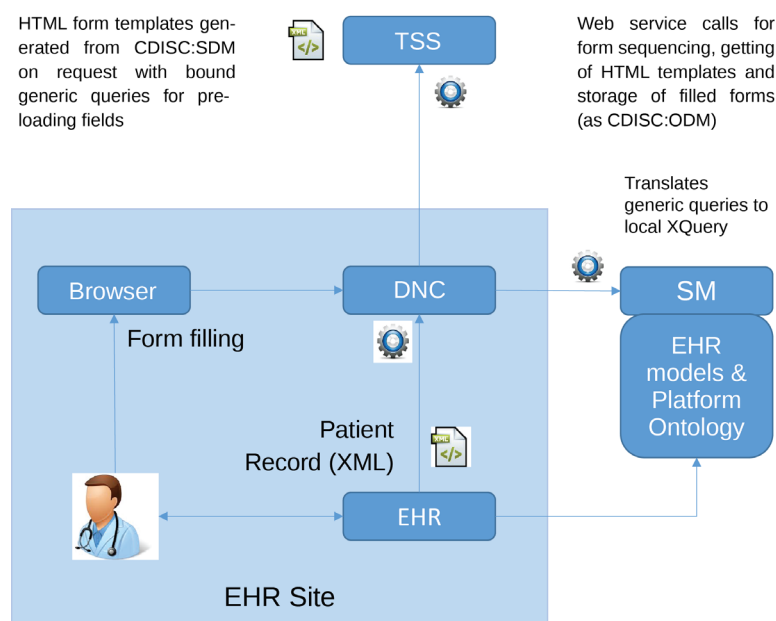 HTML form templates gen-
erated from CDISC:SDM
on request with bound
generic queries for pre-
loading fields
XML
</>
TSS
Web service calls for
form sequencing, getting
of HTML templates and
storage of filled forms
(as CDISC:ODM)
Translates
generic queries to
local XQuery
Browser
DNC
SM
Form filling
EHR
models &
Platform
Ontology
Patient
Record (XML)
XML
</>
EHR
EHR Site